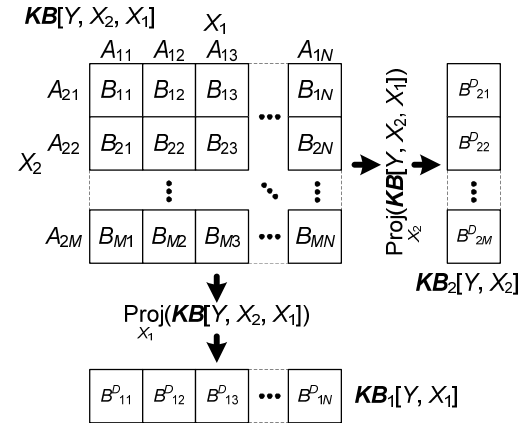 KB[Y, X₂, X₁]
X₁
A₁₁ A₁₂ A₁₃ A₁N
A₂₁ B₁₁ B₁₂ B₁₃ ••• B₁N
A₂₂ B₂₁ B₂₂ B₂₃ B₂N
X₂
A₂M BM1 BM2 BM3 ••• BMN
Proj(KB[Y, X₂, X₁])
X₂
Bᴰ₂₁
Bᴰ₂₂
Bᴰ₂M
KB₂[Y, X₂]
Proj(KB[Y, X₂, X₁])
X₁
Bᴰ₁₁ Bᴰ₁₂ Bᴰ₁₃ ••• Bᴰ₁N KB₁[Y, X₁]